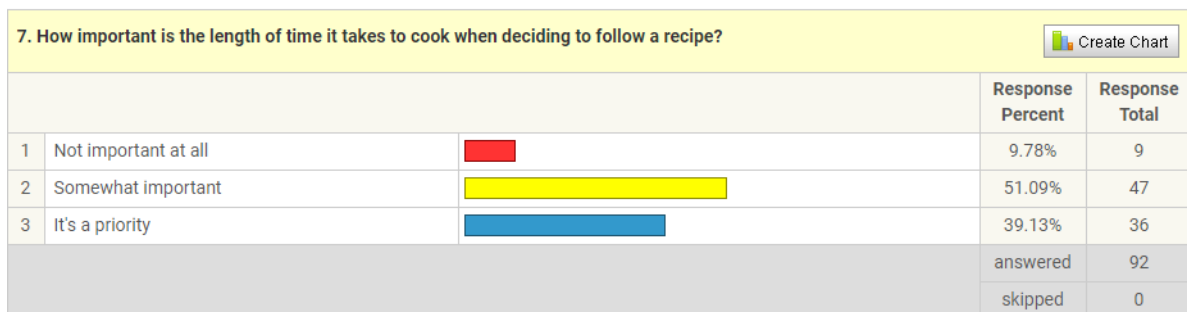 7. How important is the length of time it takes to cook when deciding to follow a recipe?
Create Chart
Response Percent
Response Total
1 Not important at all 9.78% 9
2 Somewhat important 51.09% 47
3 It's a priority 39.13% 36
answered 92
skipped 0